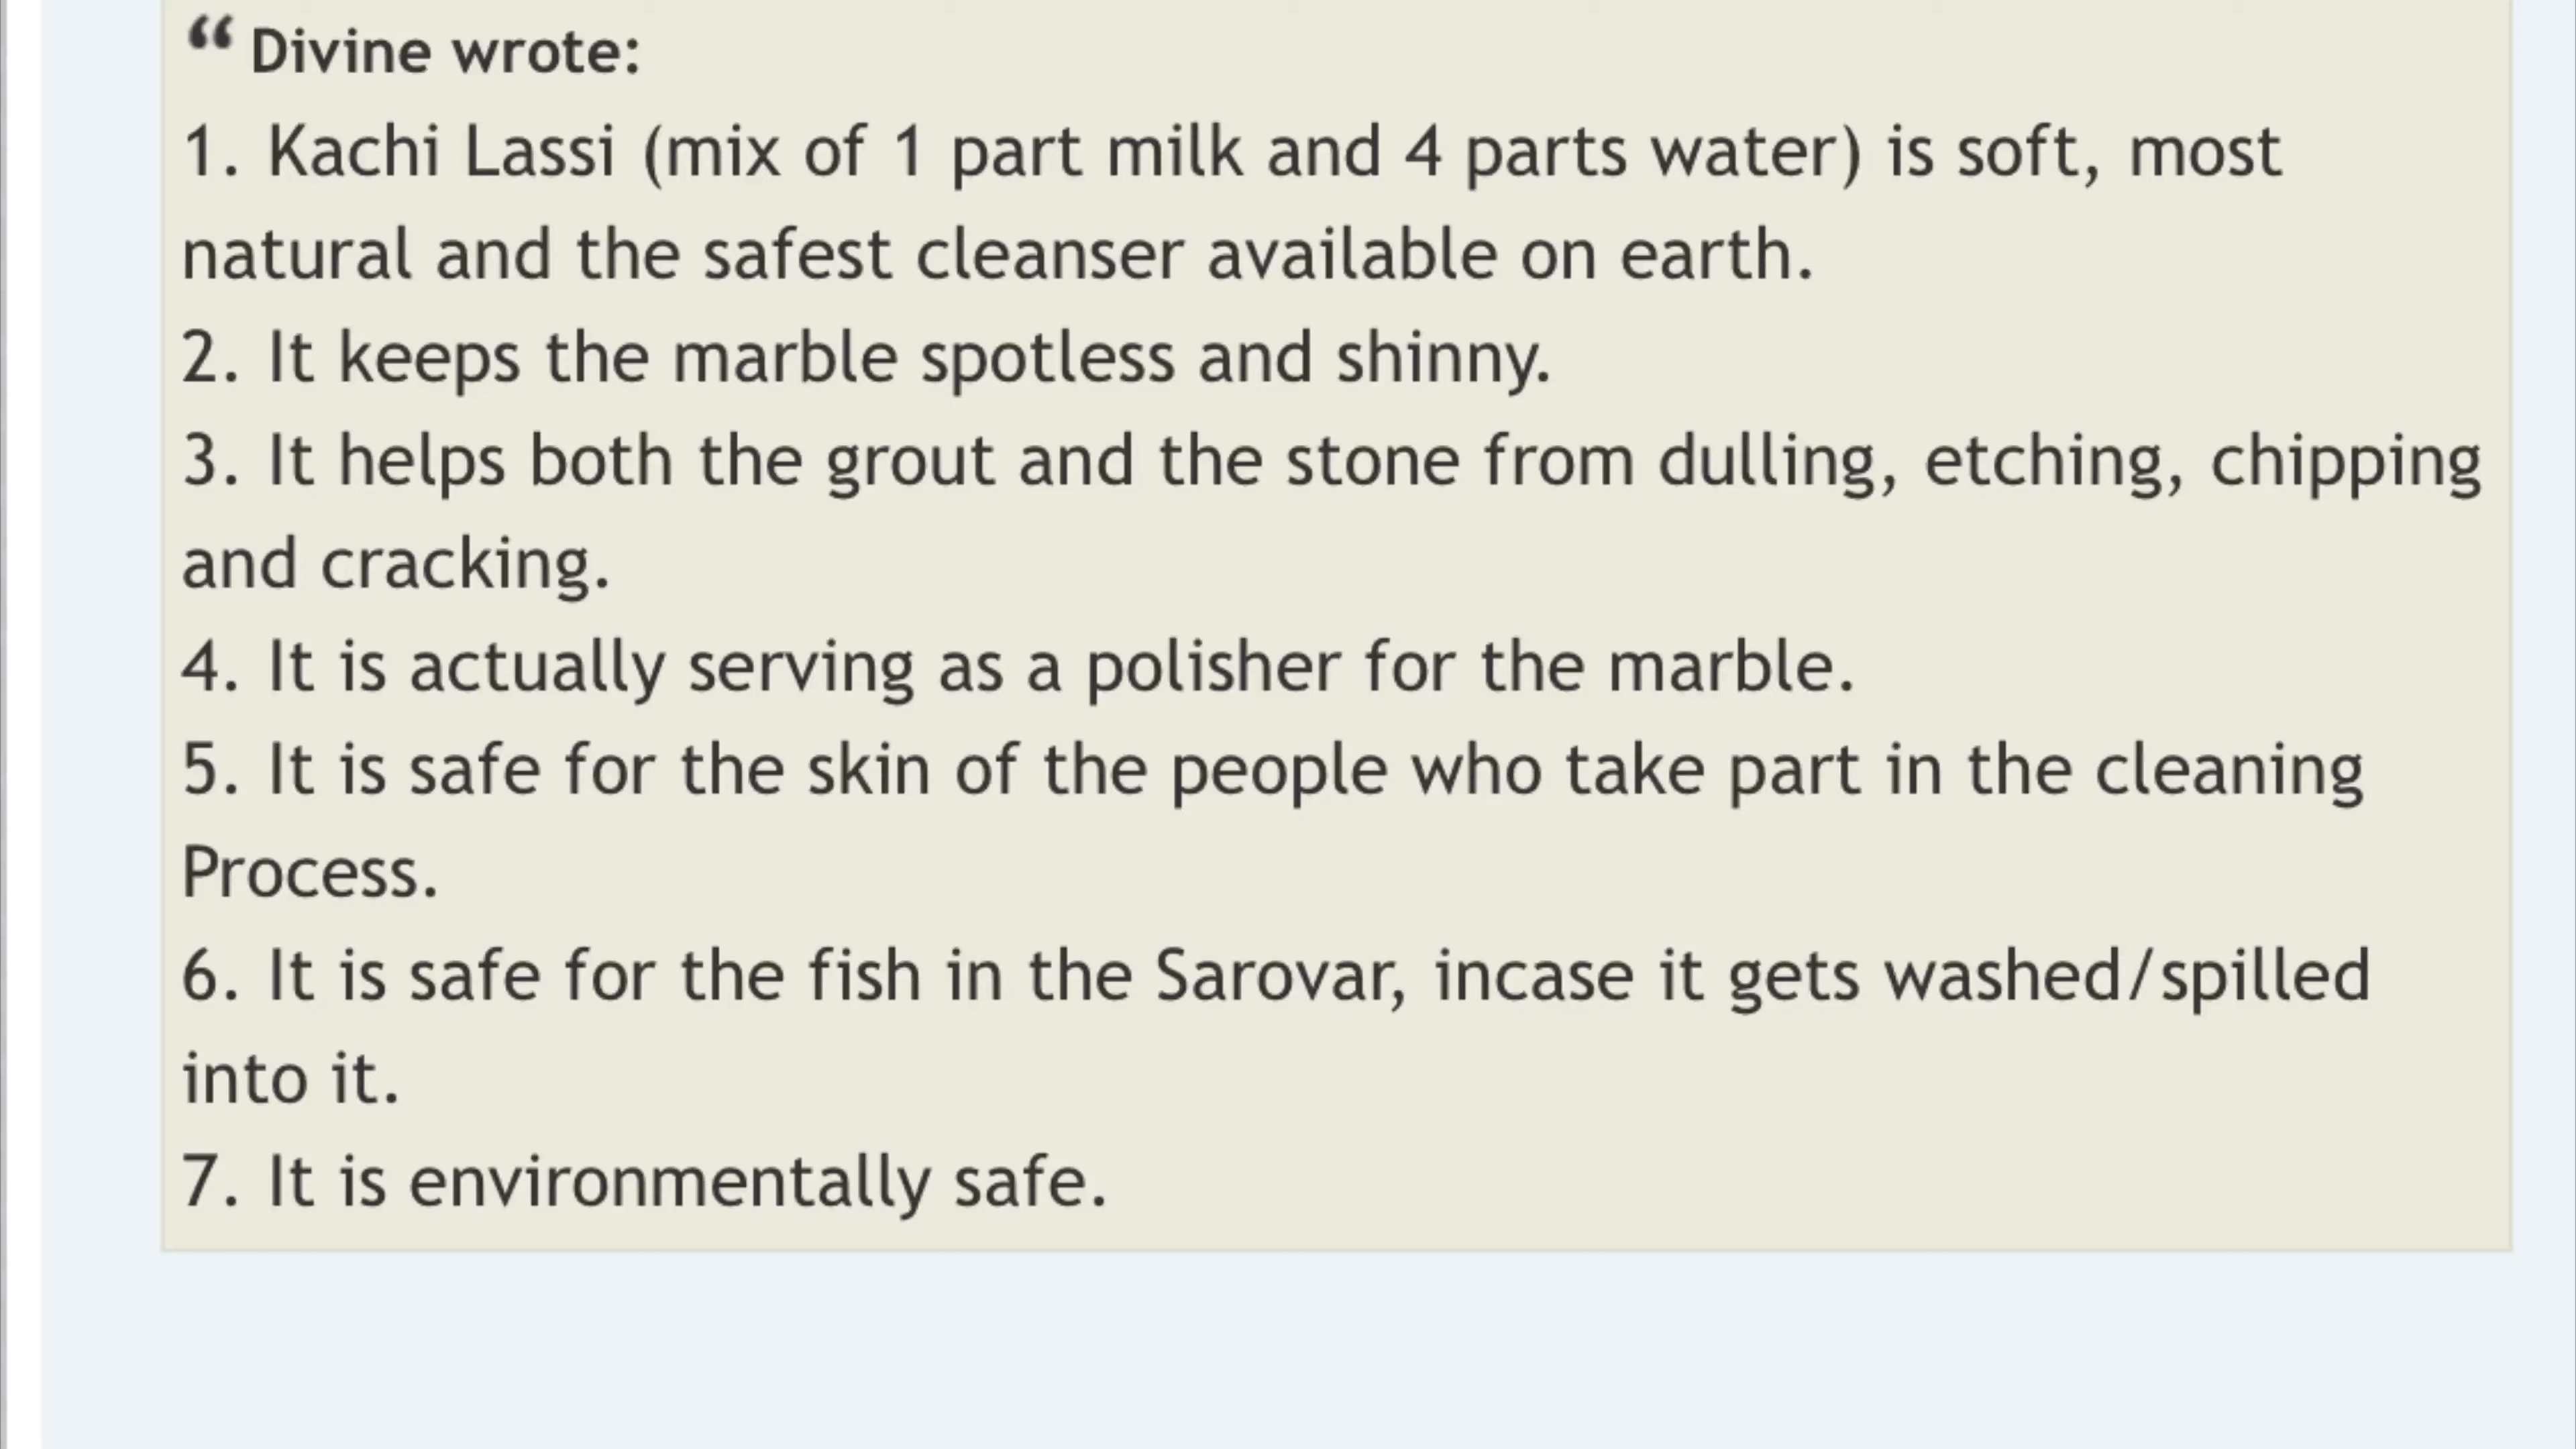 “ Divine wrote:
1. Kachi Lassi (mix of 1 part milk and 4 parts water) is soft, most
natural and the safest cleanser available on earth.
2. It keeps the marble spotless and shinny.
3. It helps both the grout and the stone from dulling, etching, chipping
and cracking.
4. It is actually serving as a polisher for the marble.
5. It is safe for the skin of the people who take part in the cleaning
Process.
6. It is safe for the fish in the Sarovar, incase it gets washed/spilled
into it.
7. It is environmentally safe.